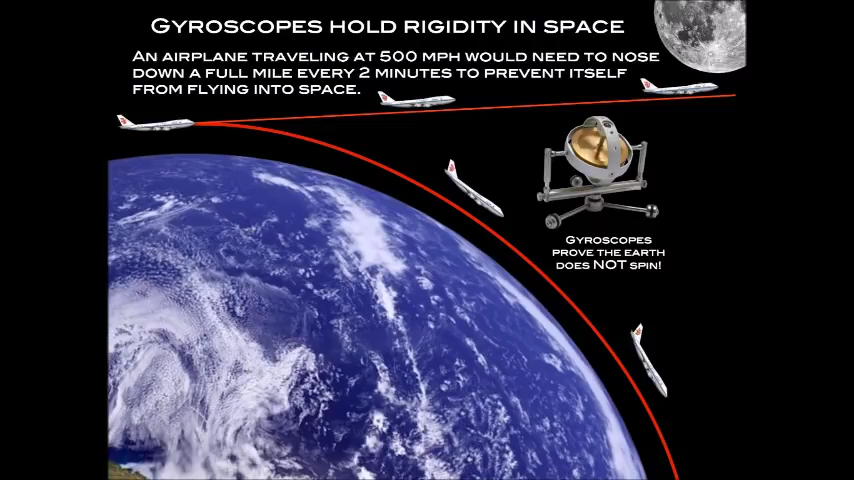 Gyroscopes hold rigidity in space
An airplane traveling at 500 mph would need to nose
down a full mile every 2 minutes to prevent itself
from flying into space.
Gyroscopes
prove the earth
does NOT spin!